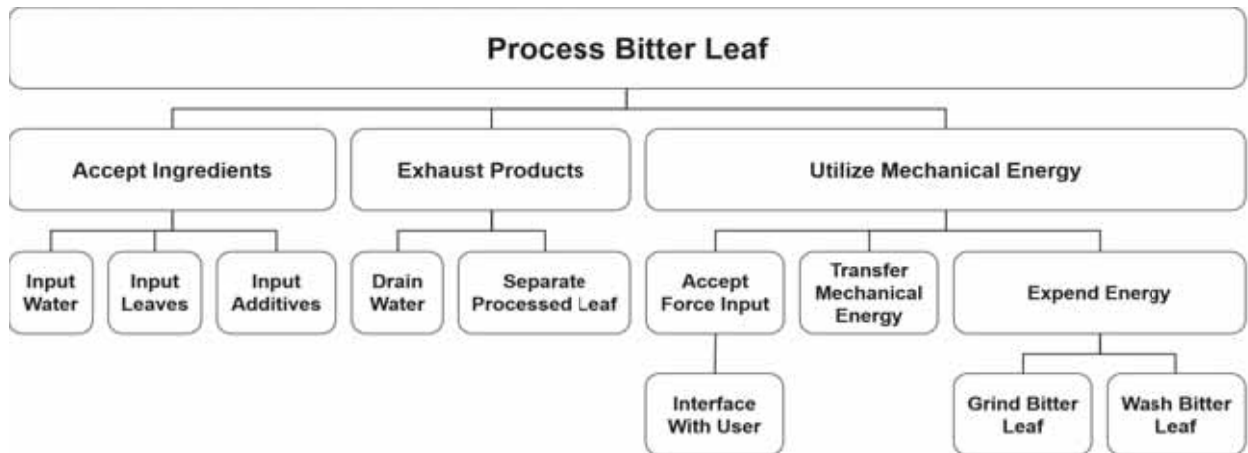 Process Bitter Leaf
Accept Ingredients
Exhaust Products
Utilize Mechanical Energy
Input
Water
Input
Leaves
Input
Additives
Drain
Water
Separate
Processed Leaf
Accept
Force Input
Transfer
Mechanical
Energy
Expend Energy
Interface
With User
Grind Bitter
Leaf
Wash Bitter
Leaf